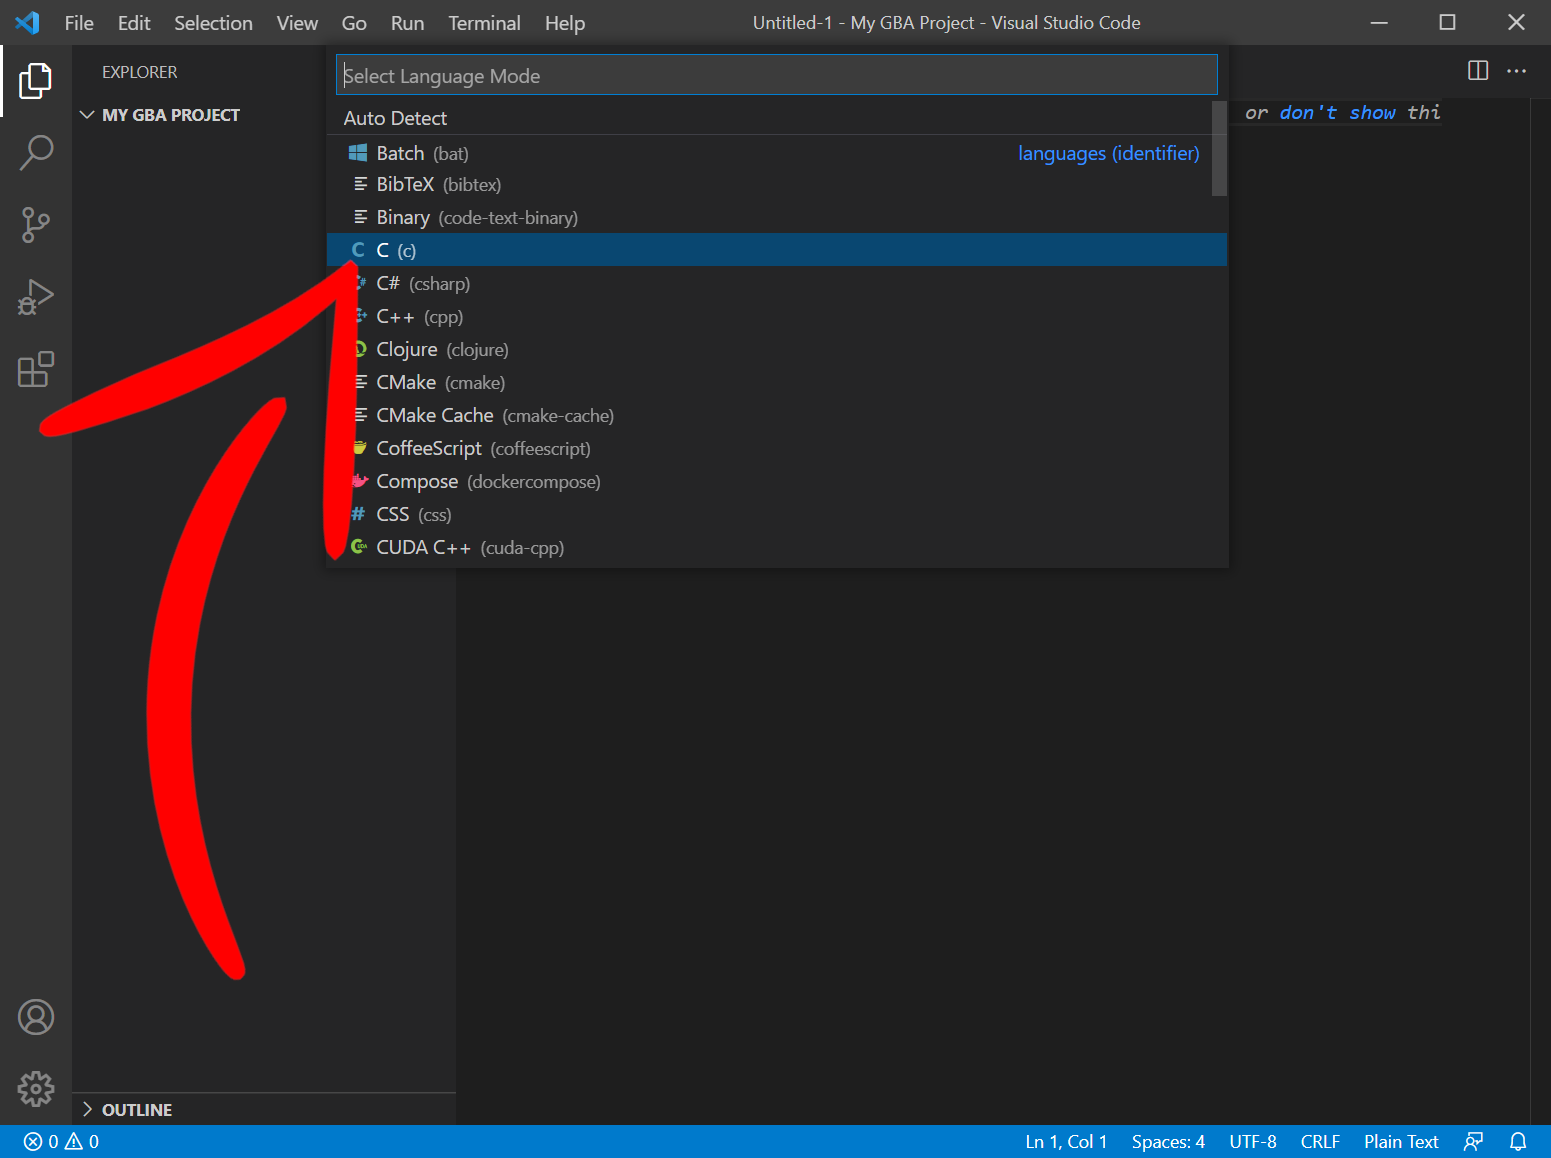 File Edit Selection View Go Run Terminal Help Untitled-1 - My GBA Project - Visual Studio Code
EXPLORER
MY GBA PROJECT
Select Language Mode
or don't show thi
Auto Detect
Batch (bat) languages (identifier)
BibTeX (bibtex)
Binary (code-text-binary)
C C (c)
C# (csharp)
C++ (cpp)
Clojure (clojure)
CMake (cmake)
CMake Cache (cmake-cache)
CoffeeScript (coffeescript)
Compose (dockercompose)
# CSS (css)
CUDA C++ (cuda-cpp)
OUTLINE
0 0 Ln 1, Col 1 Spaces: 4 UTF-8 CRLF Plain Text